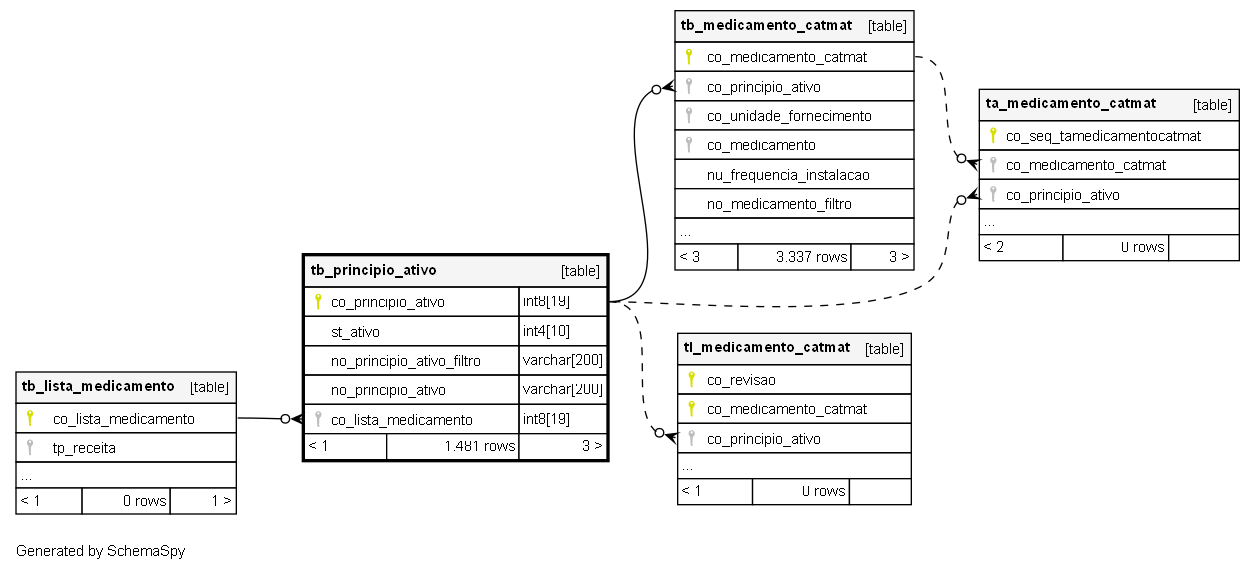 tb_medicamento_catmat [table]
co_medicamento_catmat
co_principio_ativo
co_unidade_fornecimento
co_medicamento
nu_frequencia_instalacao
no_medicamento_filtro
...
< 3 3.337 rows 3 >
ta_medicamento_catmat [table]
co_seq_tamedicamentocatmat
co_medicamento_catmat
co_principio_ativo
...
< 2 0 rows
tb_principio_ativo [table]
co_principio_ativo int8[19]
st_ativo int4[10]
no_principio_ativo_filtro varchar[200]
no_principio_ativo varchar[200]
co_lista_medicamento int8[19]
< 1 1.481 rows 3 >
tl_medicamento_catmat [table]
co_revisao
co_medicamento_catmat
co_principio_ativo
...
< 1 0 rows
tb_lista_medicamento [table]
co_lista_medicamento
tp_receita
...
< 1 0 rows 1 >
Generated by SchemaSpy